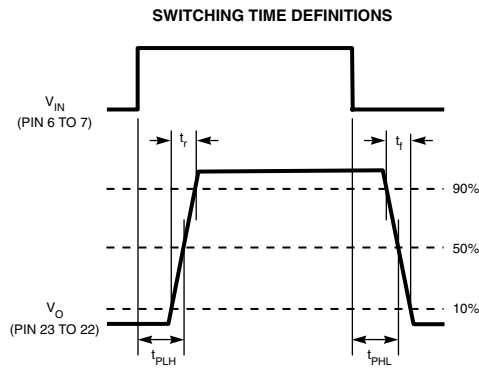 SWITCHING TIME DEFINITIONS
V_IN
(PIN 6 TO 7)
t_r
t_f
90%
50%
10%
V_O
(PIN 23 TO 22)
t_PLH
t_PHL